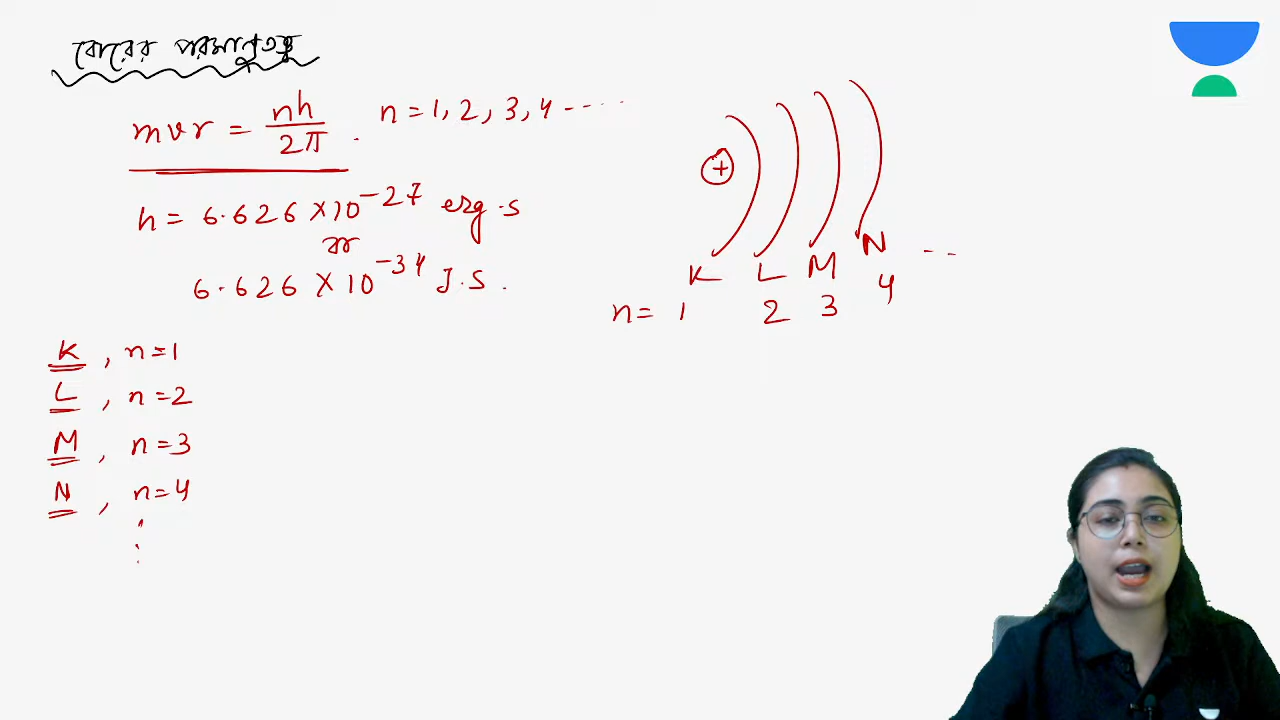 বোরের পরমাণুতত্ত্ব
mvr = nh/2π . n = 1, 2, 3, 4 ----
h = 6.626 × 10⁻²⁷ erg.s
বা
6.626 × 10⁻³⁴ J.S.
K L M N --
n = 1 2 3 4
K, n=1
L, n=2
M, n=3
N, n=4